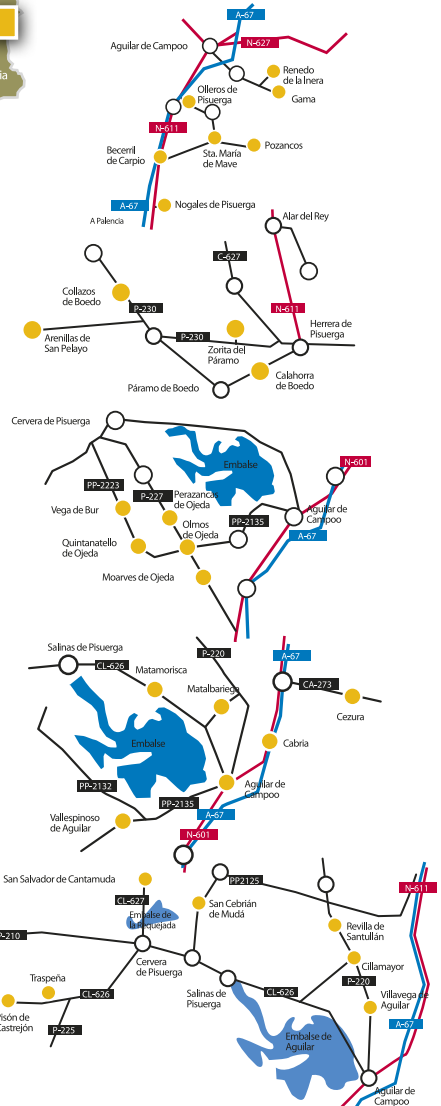 ia
A-67
Aguilar de Campoo
N-627
Renedo
de la Inera
Olleros de
Pisuerga
Gama
N-611
Becerril
de Carpio
Sta. María
de Mave
Pozancos
A-67
Nogales de Pisuerga
A Palencia
Alar del Rey
C-627
Collazos
de Boedo
P-230
N-611
Arenillas de
San Pelayo
P-230
Zorita del
Páramo
Herrera de
Pisuerga
Calahorra
de Boedo
Páramo de Boedo
Cervera de Pisuerga
Embalse
N-601
PP-2223
P-227
Perazancas
de Ojeda
Vega de Bur
Olmos
de Ojeda
PP-2135
Aguilar de
Campoo
A-67
Quintanatello
de Ojeda
Moarves de Ojeda
Salinas de Pisuerga
P-220
A-67
CL-626
Matamorisca
Matalbaniega
CA-273
Cezura
Embalse
Cabria
PP-2132
PP-2135
Aguilar de
Campoo
A-67
Vallespinoso
de Aguilar
N-601
San Salvador de Cantamuda
PP2125
N-611
CL-627
San Cebrián
de Mudá
Embalse de
la Requejada
Revilla de
Santullán
P-210
Cervera
de Pisuerga
Cillamayor
Traspeña
CL-626
Salinas de
Pisuerga
CL-626
P-220
Villavega de
Aguilar
Pisón de
Castrejón
P-225
A-67
Embalse de
Aguilar
Aguilar de
Campoo